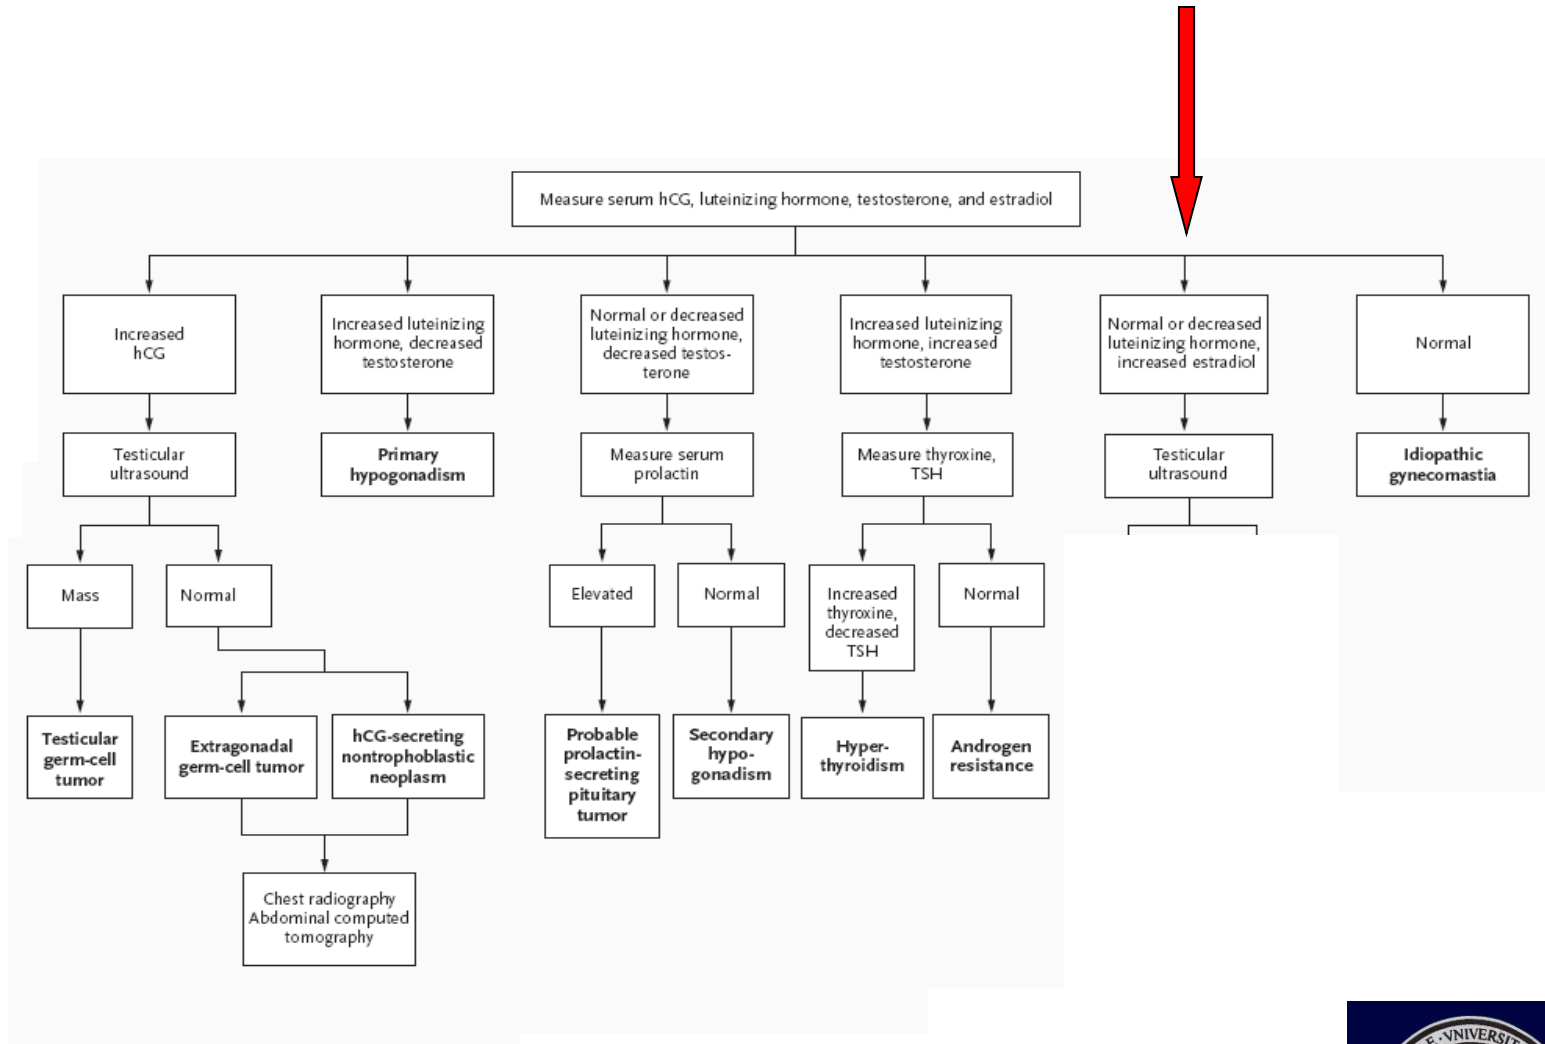 Measure serum hCG, luteinizing hormone, testosterone, and estradiol
Increased
hCG
Increased luteinizing
hormone, decreased
testosterone
Normal or decreased
luteinizing hormone,
decreased testos-
terone
Increased luteinizing
hormone, increased
testosterone
Normal or decreased
luteinizing hormone,
increased estradiol
Normal
Testicular
ultrasound
Primary
hypogonadism
Measure serum
prolactin
Measure thyroxine,
TSH
Testicular
ultrasound
Idiopathic
gynecomastia
Mass
Normal
Elevated
Normal
Increased
thyroxine,
decreased
TSH
Normal
Testicular
germ-cell
tumor
Extragonadal
germ-cell tumor
hCG-secreting
nontrophoblastic
neoplasm
Probable
prolactin-
secreting
pituitary
tumor
Secondary
hypo-
gonadism
Hyper-
thyroidism
Androgen
resistance
Chest radiography
Abdominal computed
tomography